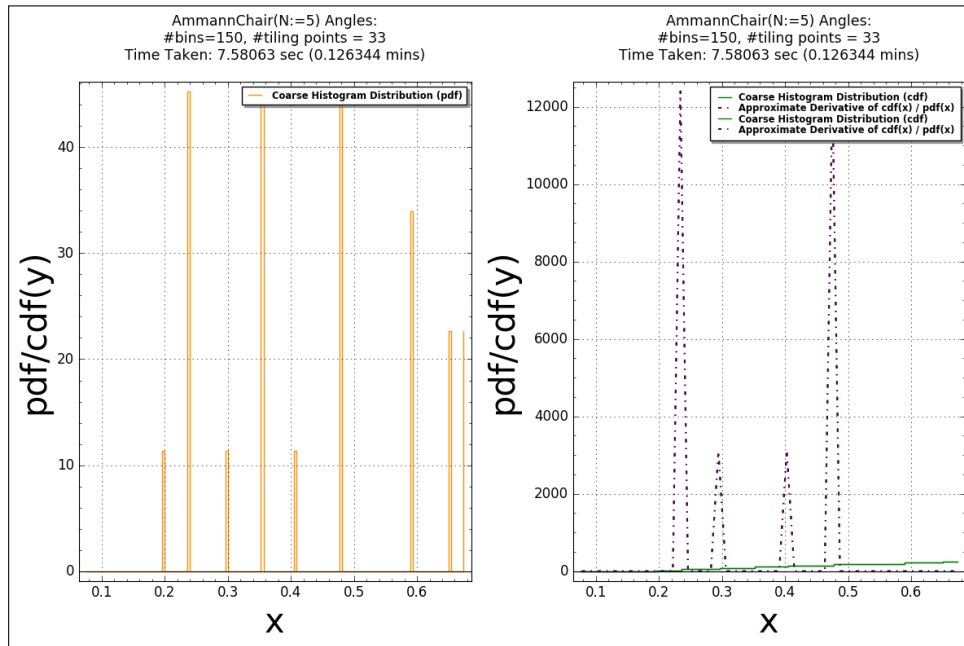 AmmannChair(N:=5) Angles:
#bins=150, #tiling points = 33
Time Taken: 7.58063 sec (0.126344 mins)
Coarse Histogram Distribution (pdf)
40
30
20
10
0
0.1 0.2 0.3 0.4 0.5 0.6
pdf/cdf(y)
x
AmmannChair(N:=5) Angles:
#bins=150, #tiling points = 33
Time Taken: 7.58063 sec (0.126344 mins)
Coarse Histogram Distribution (cdf)
Approximate Derivative of cdf(x) / pdf(x)
Coarse Histogram Distribution (cdf)
Approximate Derivative of cdf(x) / pdf(x)
12000
10000
8000
6000
4000
2000
0
0.1 0.2 0.3 0.4 0.5 0.6
pdf/cdf(y)
x